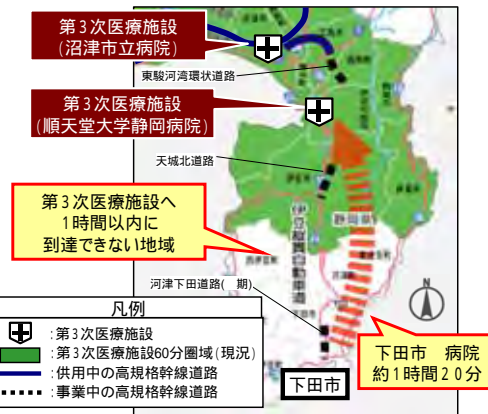 第3次医療施設
(沼津市立病院)
東駿河湾環状道路
第3次医療施設
(順天堂大学静岡病院)
天城北道路
第3次医療施設へ
1時間以内に
到達できない地域
伊豆縦貫自動車道
静岡県
河津下田道路( 期)
N
凡例
:第3次医療施設
:第3次医療施設60分圏域(現況)
:供用中の高規格幹線道路
:事業中の高規格幹線道路
下田市
下田市 病院
約1時間20分